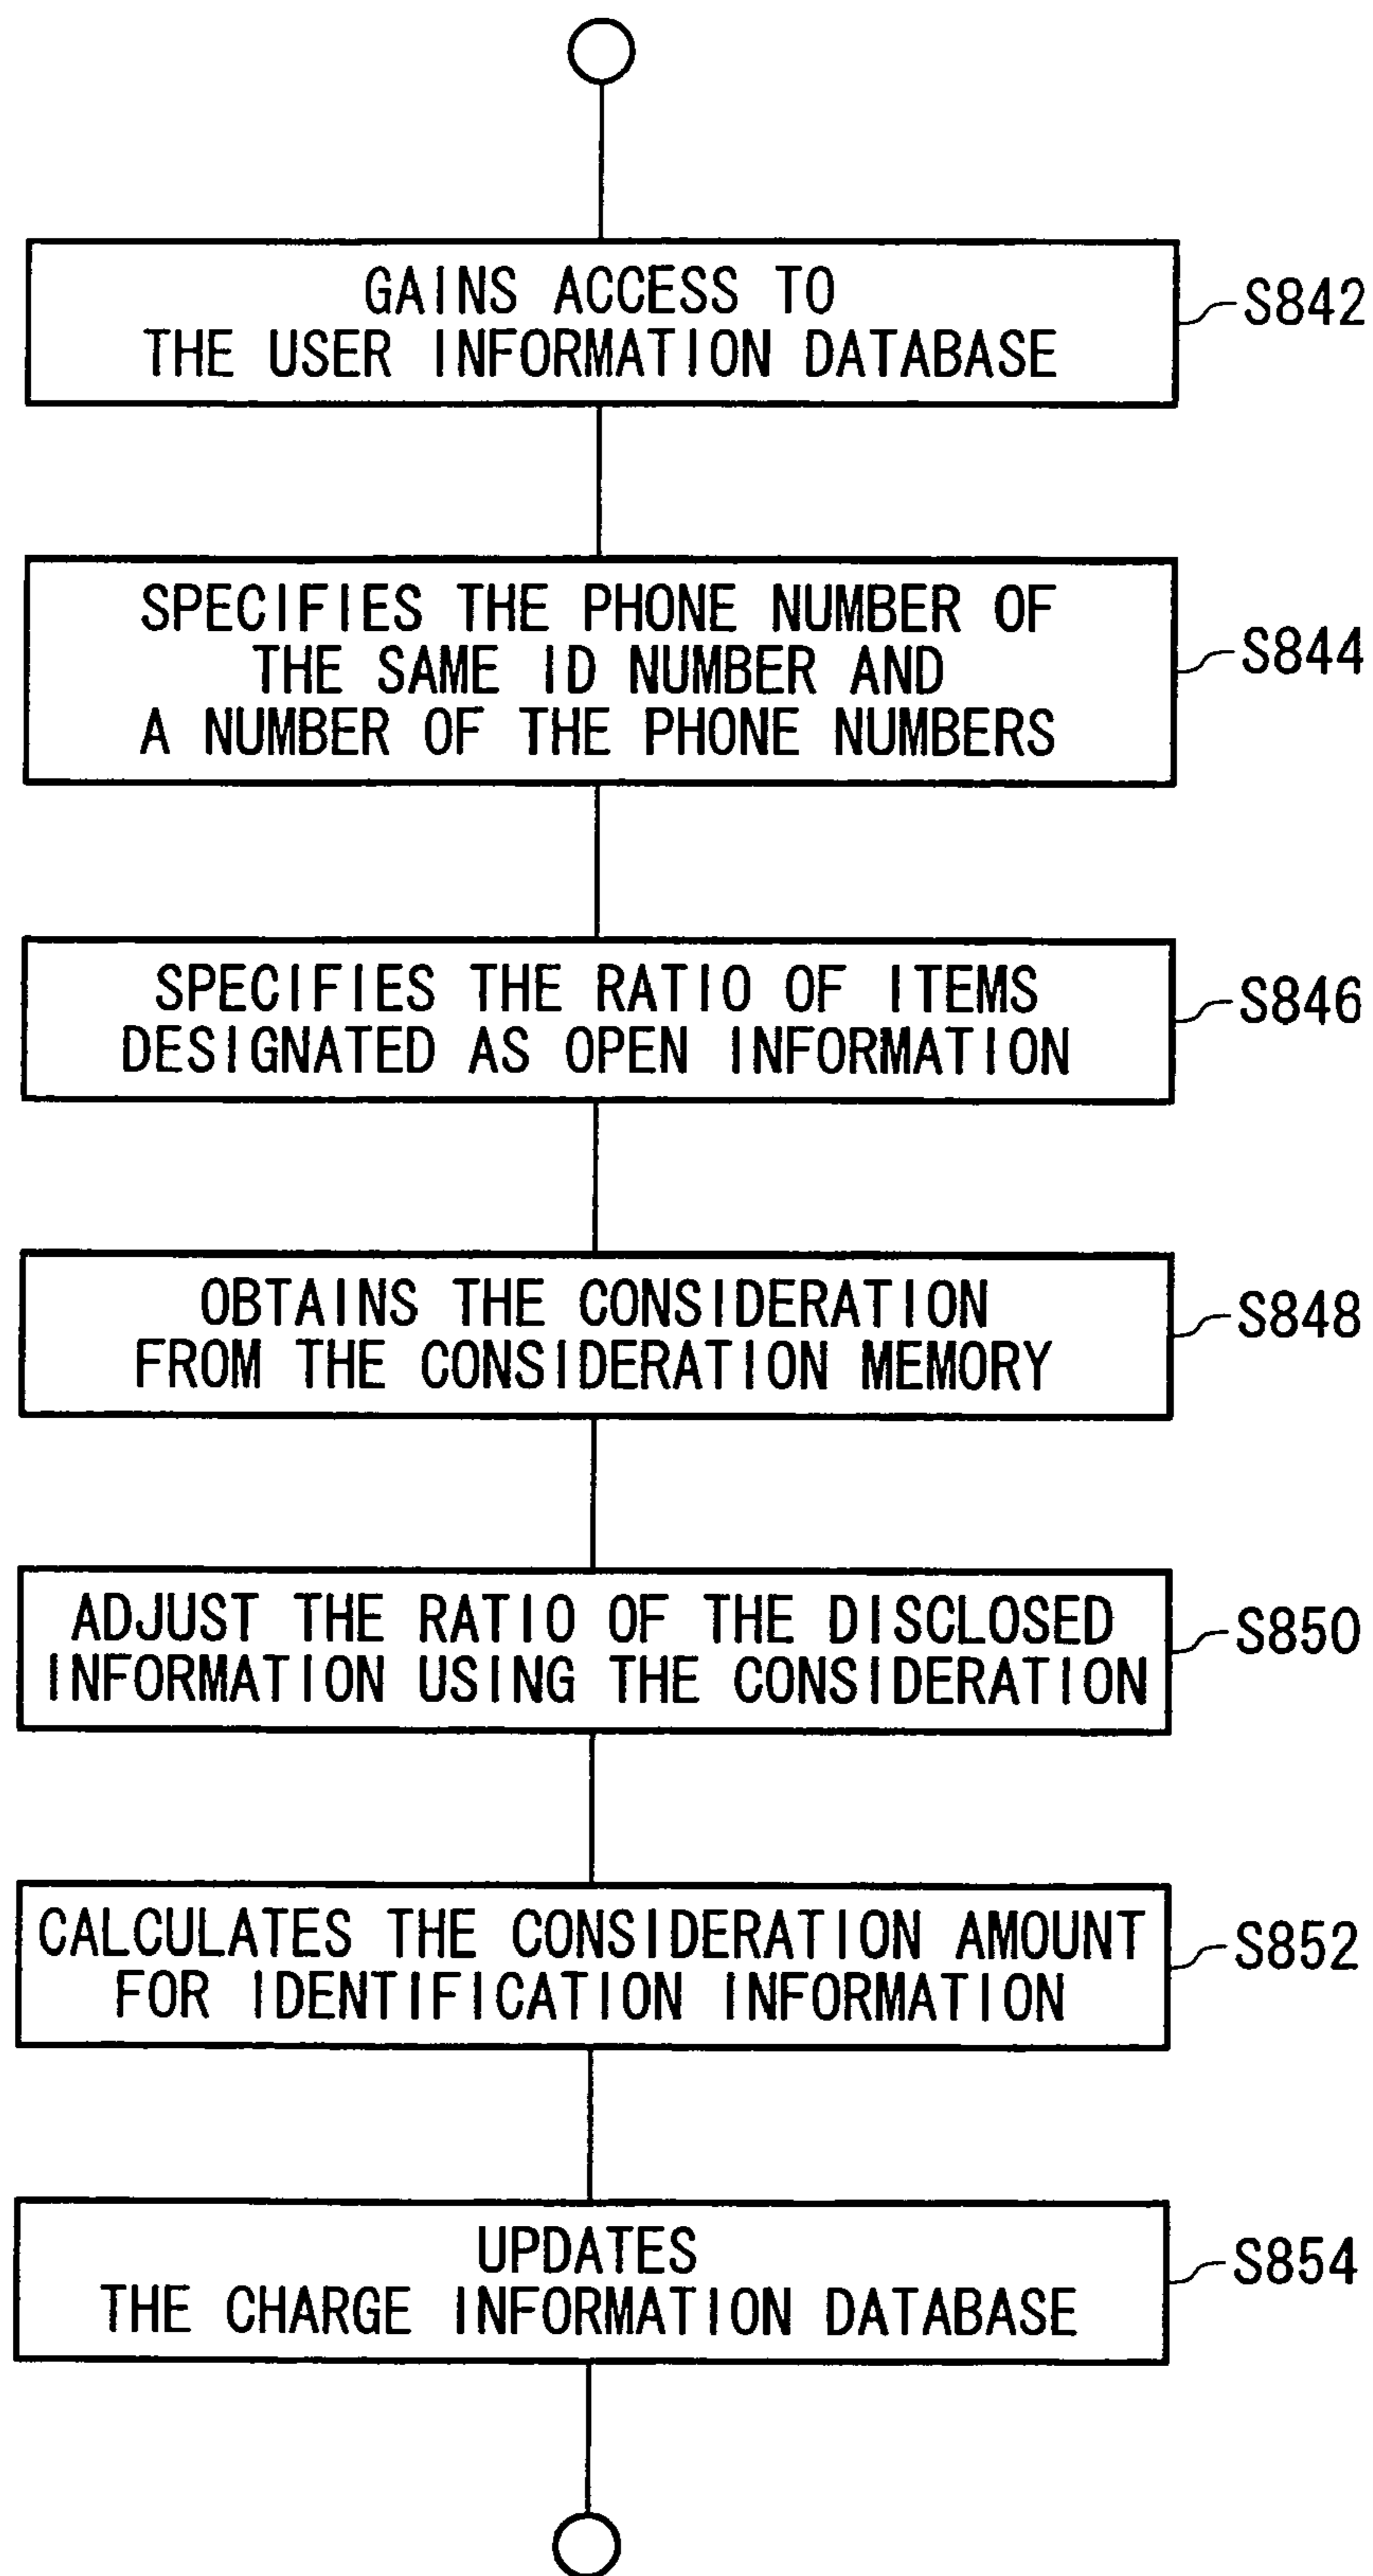 GAINS ACCESS TO
THE USER INFORMATION DATABASE
S842
SPECIFIES THE PHONE NUMBER OF
THE SAME ID NUMBER AND
A NUMBER OF THE PHONE NUMBERS
S844
SPECIFIES THE RATIO OF ITEMS
DESIGNATED AS OPEN INFORMATION
S846
OBTAINS THE CONSIDERATION
FROM THE CONSIDERATION MEMORY
S848
ADJUST THE RATIO OF THE DISCLOSED
INFORMATION USING THE CONSIDERATION
S850
CALCULATES THE CONSIDERATION AMOUNT
FOR IDENTIFICATION INFORMATION
S852
UPDATES
THE CHARGE INFORMATION DATABASE
S854